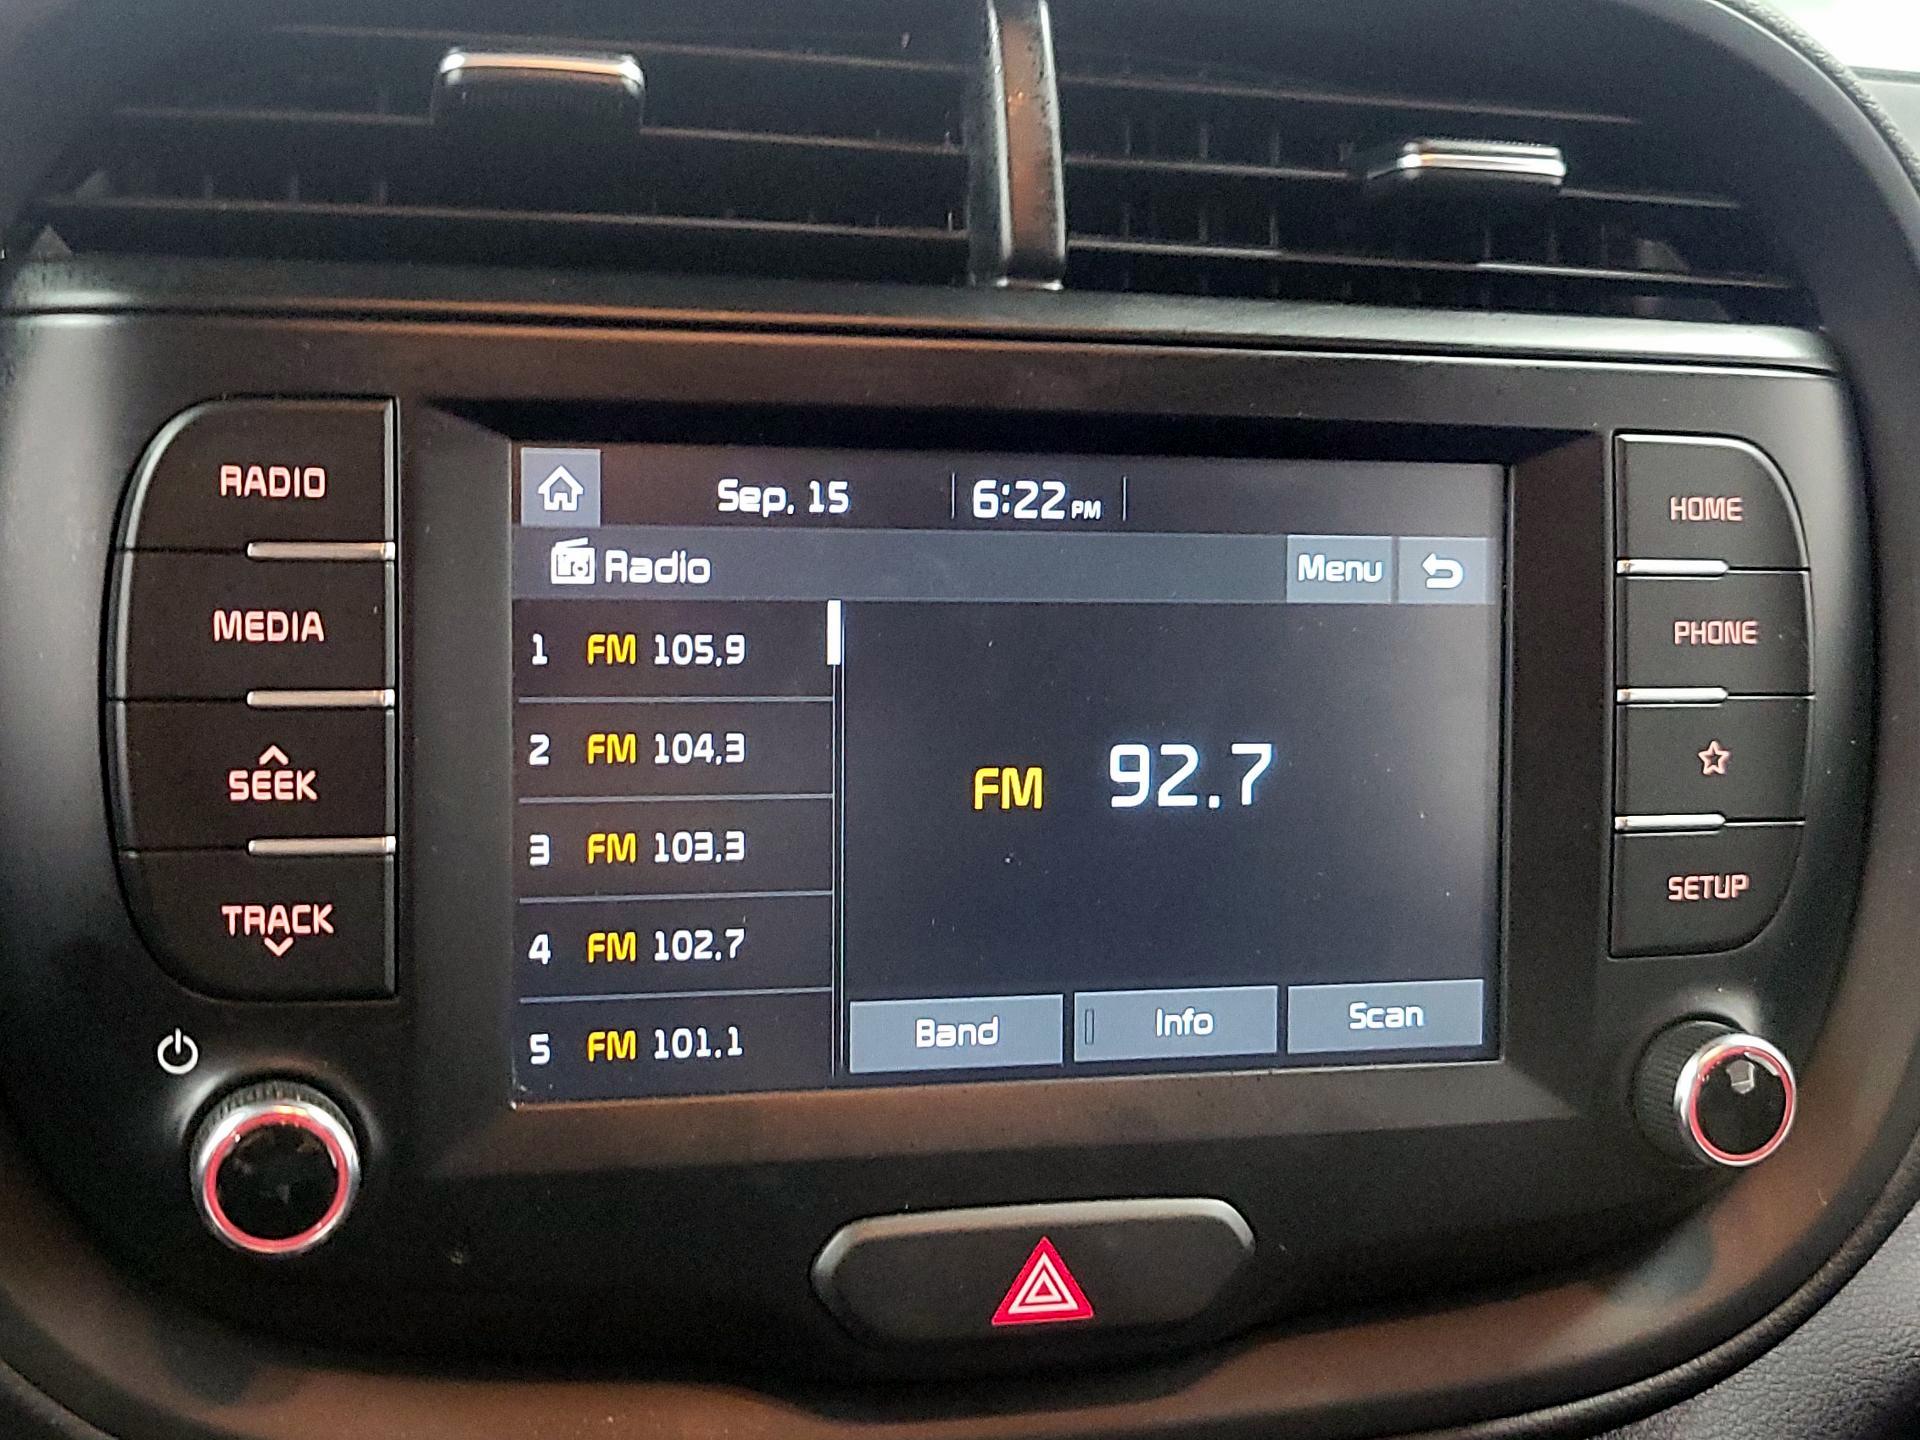 RADIO
MEDIA
SEEK
TRACK
Sep. 15 6:22 PM
Radio Menu
1 FM 105.9
2 FM 104.3
3 FM 103.3
4 FM 102.7
5 FM 101.1
FM 92.7
Band Info Scan
HOME
PHONE
SETUP